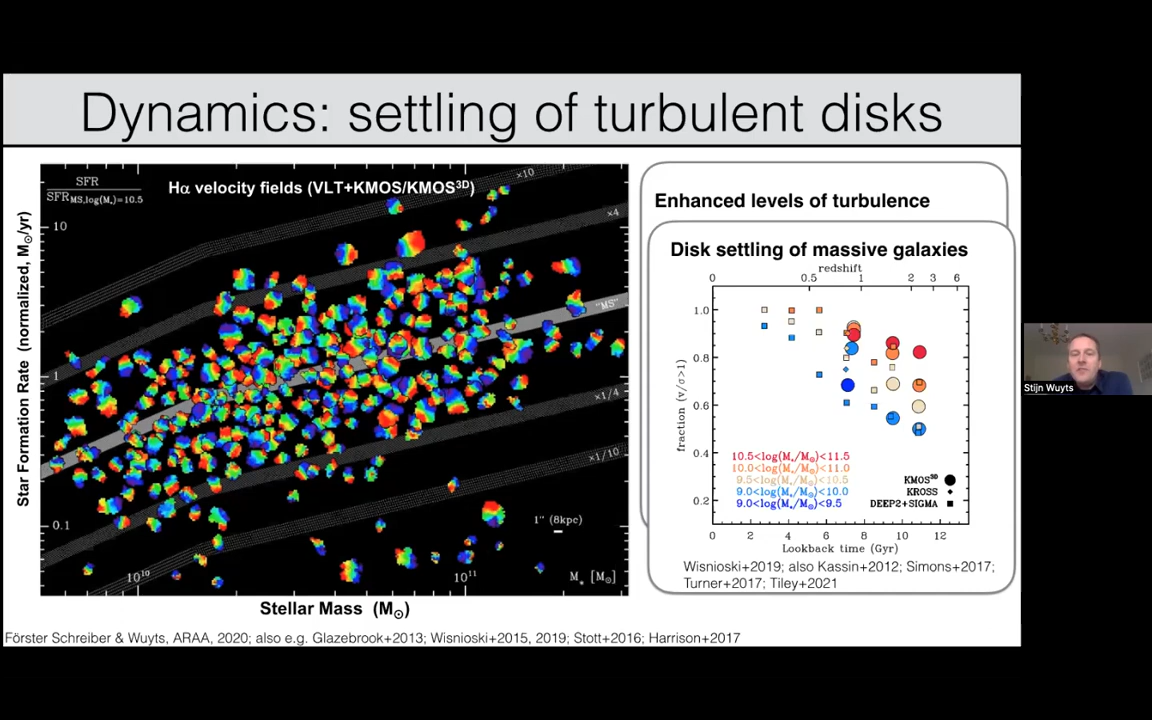 Dynamics: settling of turbulent disks
SFR
SFR_MS,log(M*)=10.5
Hα velocity fields (VLT+KMOS/KMOS³ᴰ)
×10
×4
"MS"
×1/4
×1/10
10
1
0.1
1" (8kpc)
10¹⁰
10¹¹
M* [M☉]
Star Formation Rate (normalized, M☉/yr)
Stellar Mass (M☉)
Enhanced levels of turbulence
Disk settling of massive galaxies
redshift
0 0.5 1 2 3 6
1.0
0.8
0.6
0.4
0.2
fraction (v/σ>1)
10.5<log(M*/M☉)<11.5
10.0<log(M*/M☉)<11.0
9.5<log(M*/M☉)<10.5
9.0<log(M*/M☉)<10.0
9.0<log(M*/M☉)<9.5
KMOS³ᴰ
KROSS
DEEP2+SIGMA
0 2 4 6 8 10 12
Lookback time (Gyr)
Wisnioski+2019; also Kassin+2012; Simons+2017;
Turner+2017; Tiley+2021
Förster Schreiber & Wuyts, ARAA, 2020; also e.g. Glazebrook+2013; Wisnioski+2015, 2019; Stott+2016; Harrison+2017
Stijn Wuyts